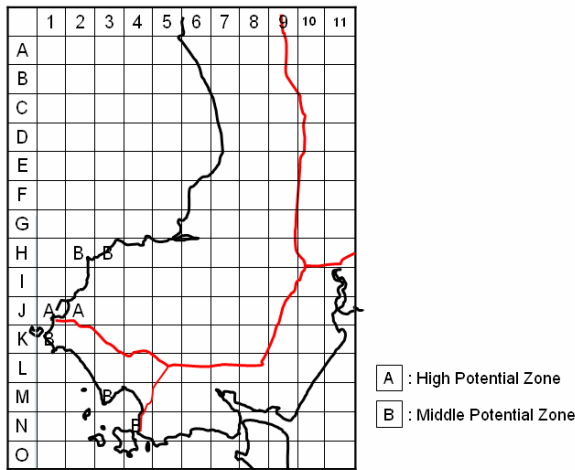 1 2 3 4 5 6 7 8 9 10 11
A
B
C
D
E
F
G
H B B
I
J A A
K B
L
M B
N
O
A : High Potential Zone
B : Middle Potential Zone